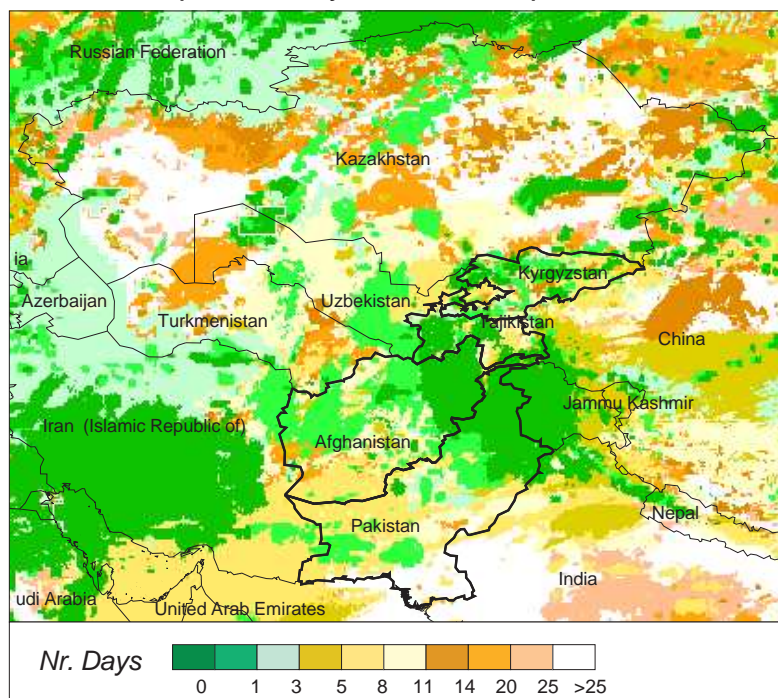 Russian Federation
Kazakhstan
ia
Kyrgyzstan
Azerbaijan
Uzbekistan
Turkmenistan
Tajikistan
China
Jammu Kashmir
Iran (Islamic Republic of)
Afghanistan
Nepal
Pakistan
India
udi Arabia
United Arab Emirates
Nr. Days
0 1 3 5 8 11 14 20 25 >25